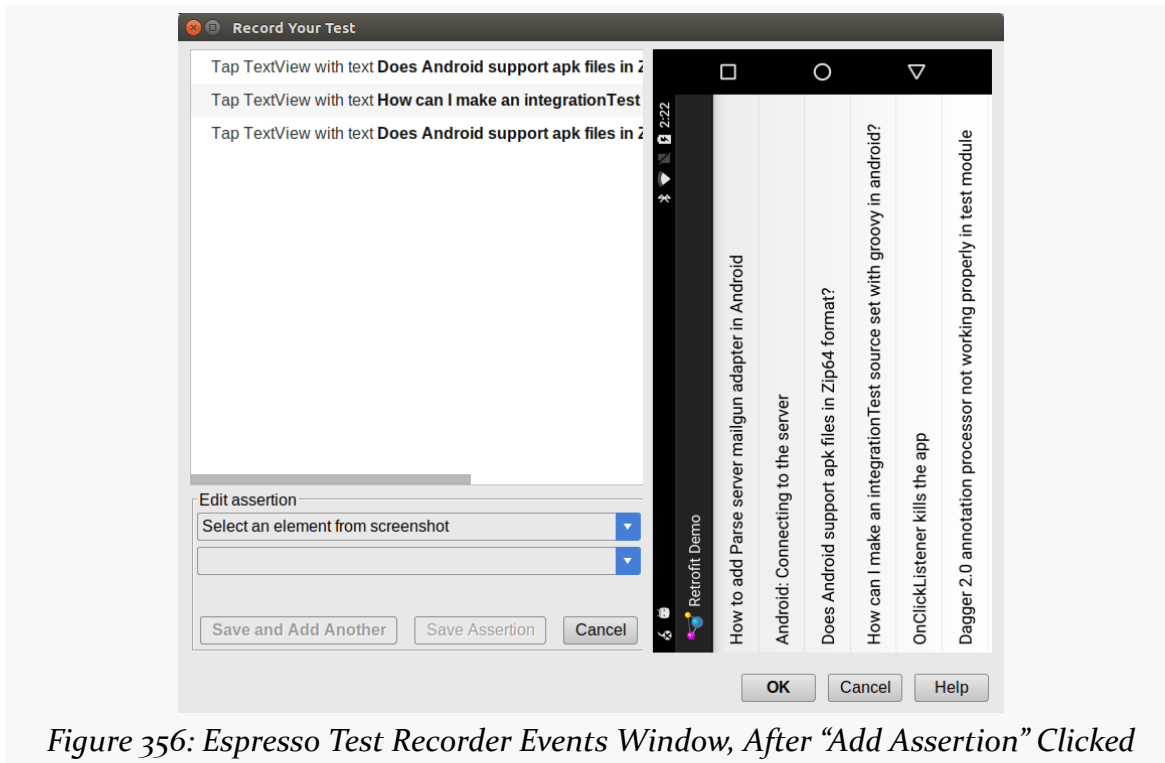 Record Your Test
Tap TextView with text Does Android support apk files in Z
Tap TextView with text How can I make an integrationTest
Tap TextView with text Does Android support apk files in Z
Edit assertion
Select an element from screenshot
Save and Add Another
Save Assertion
Cancel
2:22
Retrofit Demo
How to add Parse server mailgun adapter in Android
Android: Connecting to the server
Does Android support apk files in Zip64 format?
How can I make an integrationTest source set with groovy in android?
OnClickListener kills the app
Dagger 2.0 annotation processor not working properly in test module
OK
Cancel
Help
Figure 356: Espresso Test Recorder Events Window, After “Add Assertion” Clicked